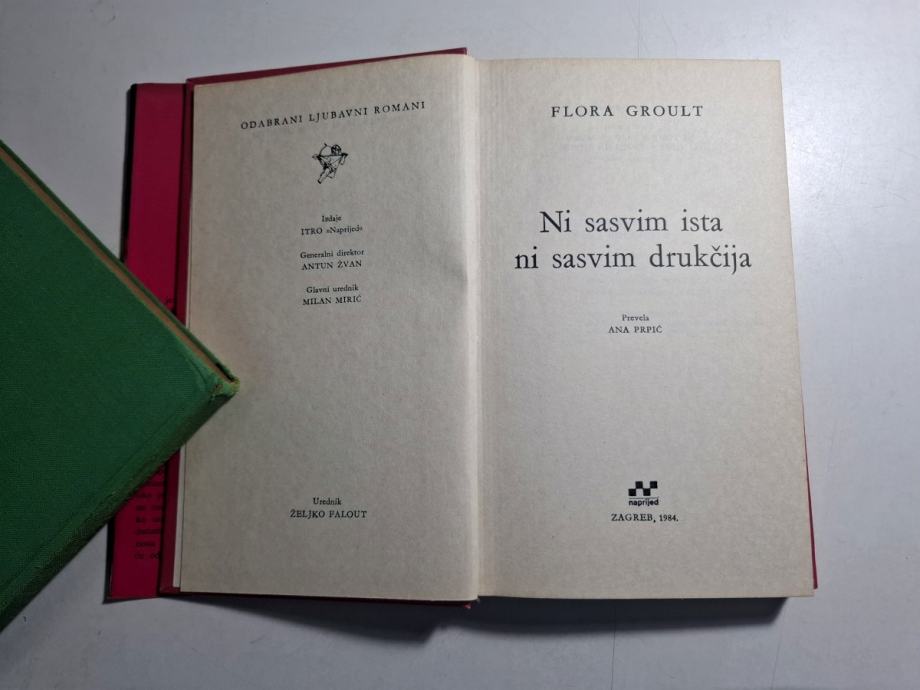 ODABRANI LJUBAVNI ROMANI
Izdaje
ITRO »Naprijed«
Generalni direktor
ANTUN ŽVAN
Glavni urednik
MILAN MIRIĆ
Urednik
ŽELJKO FALOUT
FLORA GROULT
Ni sasvim ista
ni sasvim drukčija
Prevela
ANA PRPIĆ
naprijed
ZAGREB, 1984.